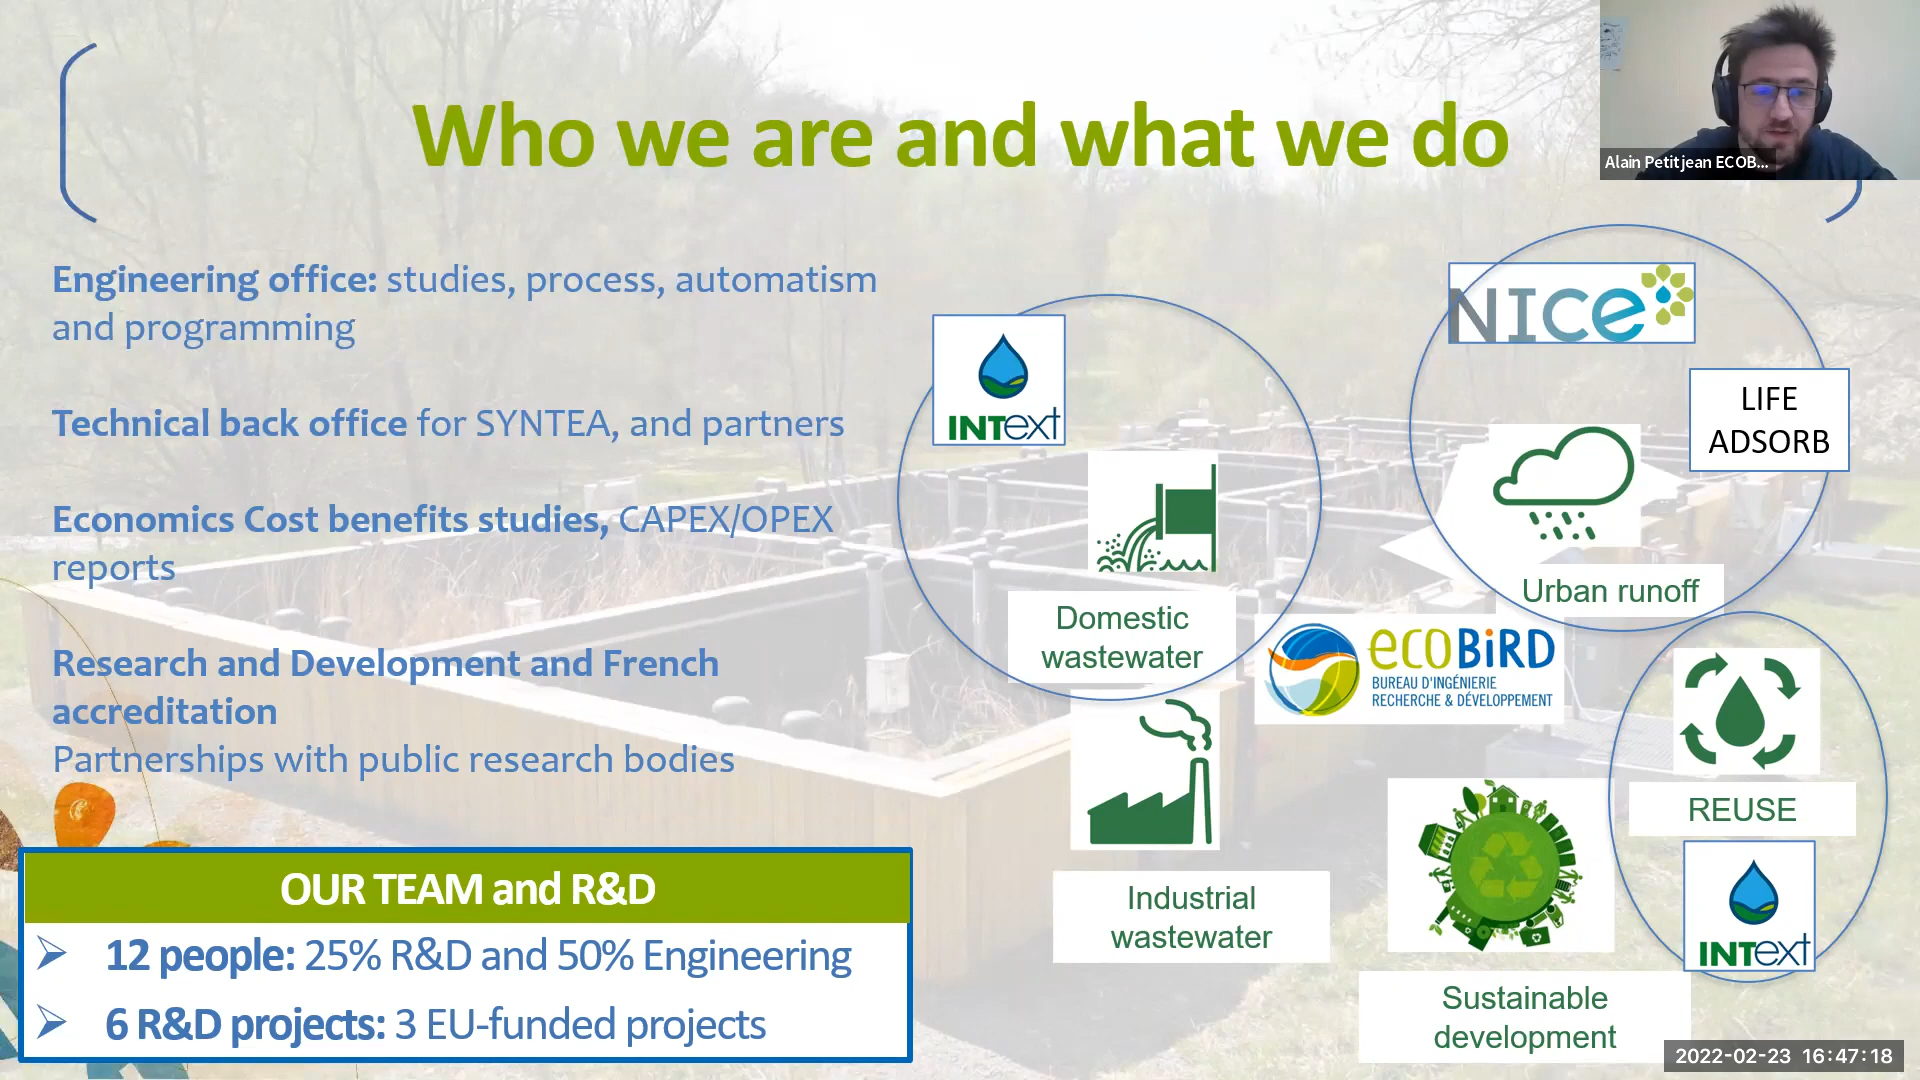 Who we are and what we do
Alain Petitjean ECOB...
Engineering office: studies, process, automatism
and programming
Technical back office for SYNTEA, and partners
Economics Cost benefits studies, CAPEX/OPEX
reports
Research and Development and French
accreditation
Partnerships with public research bodies
OUR TEAM and R&D
12 people: 25% R&D and 50% Engineering
6 R&D projects: 3 EU-funded projects
INText
Domestic
wastewater
NICe
LIFE
ADSORB
Urban runoff
ecoBiRD
BUREAU D'INGÉNIERIE
RECHERCHE & DÉVELOPPEMENT
Industrial
wastewater
REUSE
INText
Sustainable
development
2022-02-23 16:47:18